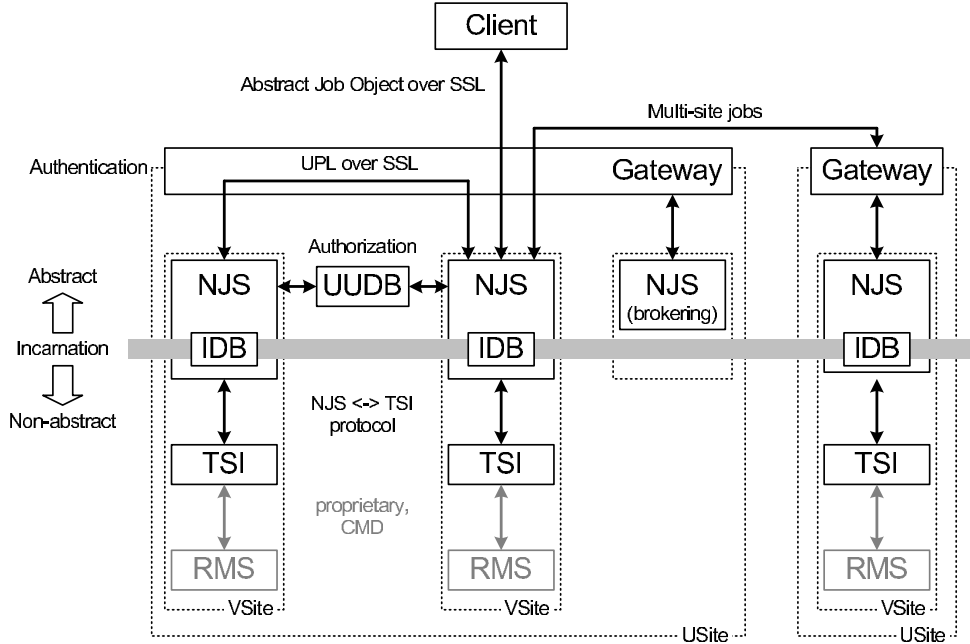 Client
Abstract Job Object over SSL
Multi-site jobs
Authentication
UPL over SSL
Gateway
Gateway
Authorization
Abstract
NJS
UUDB
NJS
NJS
(brokering)
NJS
Incarnation
IDB
IDB
IDB
Non-abstract
NJS <-> TSI
protocol
TSI
TSI
TSI
proprietary,
CMD
RMS
RMS
RMS
VSite
VSite
VSite
USite
USite